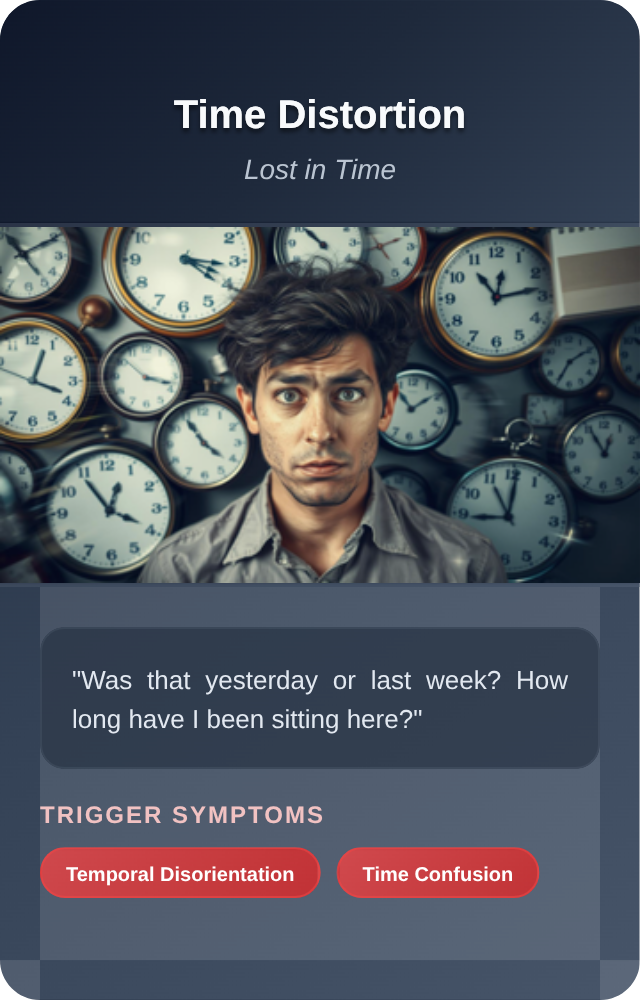 Time Distortion
Lost in Time
"Was that yesterday or last week? How
long have I been sitting here?"
TRIGGER SYMPTOMS
Temporal Disorientation
Time Confusion